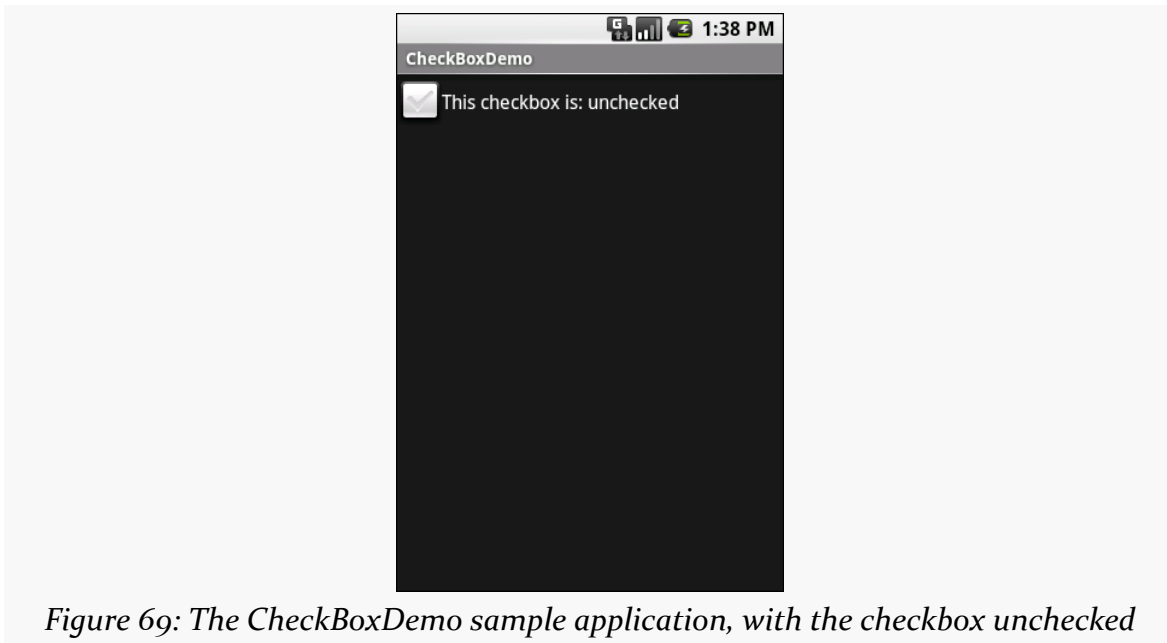 G 1:38 PM
CheckBoxDemo
This checkbox is: unchecked
Figure 69: The CheckBoxDemo sample application, with the checkbox unchecked